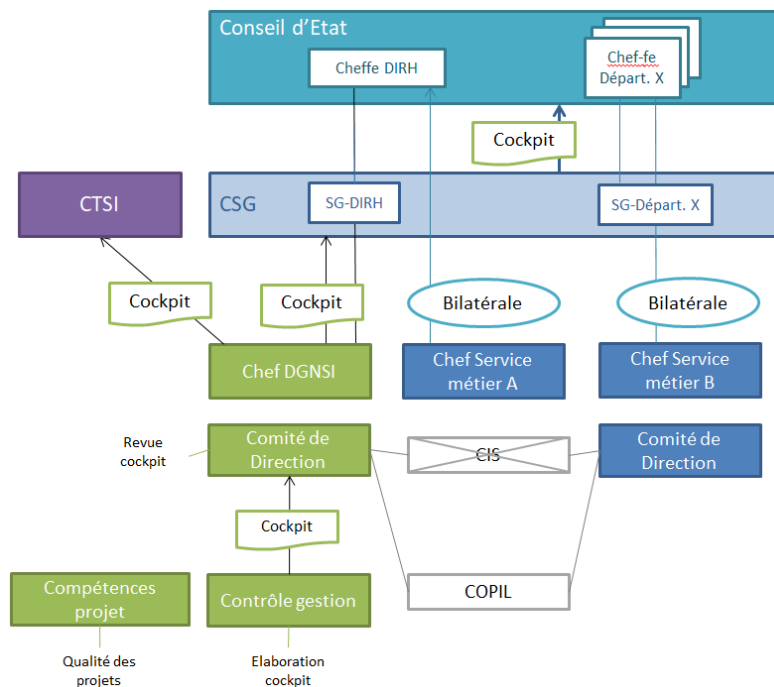 Conseil d'Etat
Cheffe DIRH
Chef-fe
Départ. X
Cockpit
CTSI
CSG
SG-DIRH
SG-Départ. X
Cockpit
Cockpit
Bilatérale
Bilatérale
Chef DGNSI
Chef Service
métier A
Chef Service
métier B
Revue
cockpit
Comité de
Direction
CIS
Comité de
Direction
Cockpit
Compétences
projet
Contrôle gestion
COPIL
Qualité des
projets
Elaboration
cockpit